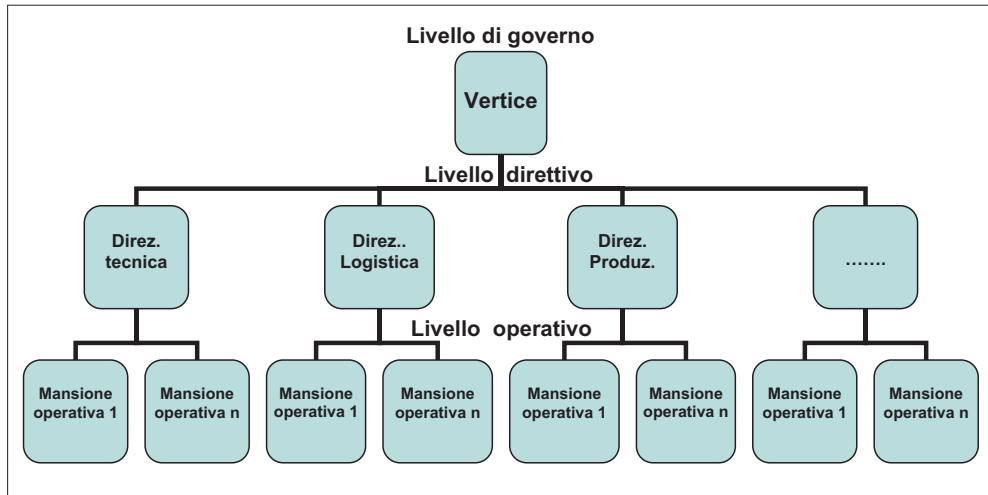 Livello di governo
Vertice
Livello direttivo
Direz.
tecnica
Direz..
Logistica
Direz.
Produz.
.......
Livello operativo
Mansione
operativa 1
Mansione
operativa n
Mansione
operativa 1
Mansione
operativa n
Mansione
operativa 1
Mansione
operativa n
Mansione
operativa 1
Mansione
operativa n